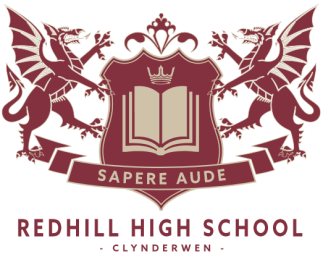 SAPERE AUDE
REDHILL HIGH SCHOOL
- CLYNDERWEN -